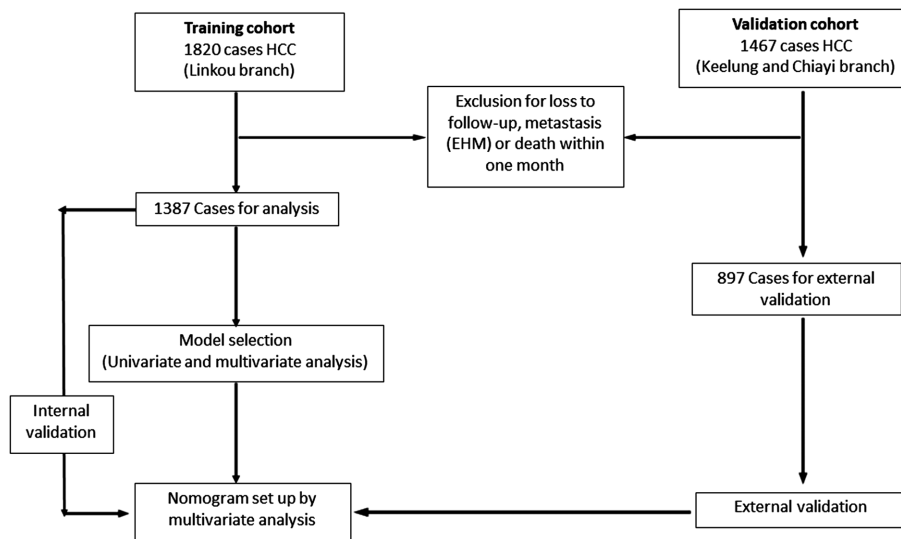 Training cohort
1820 cases HCC
(Linkou branch)
Validation cohort
1467 cases HCC
(Keelung and Chiayi branch)
Exclusion for loss to
follow-up, metastasis
(EHM) or death within
one month
1387 Cases for analysis
897 Cases for external
validation
Model selection
(Univariate and multivariate analysis)
Internal
validation
Nomogram set up by
multivariate analysis
External validation